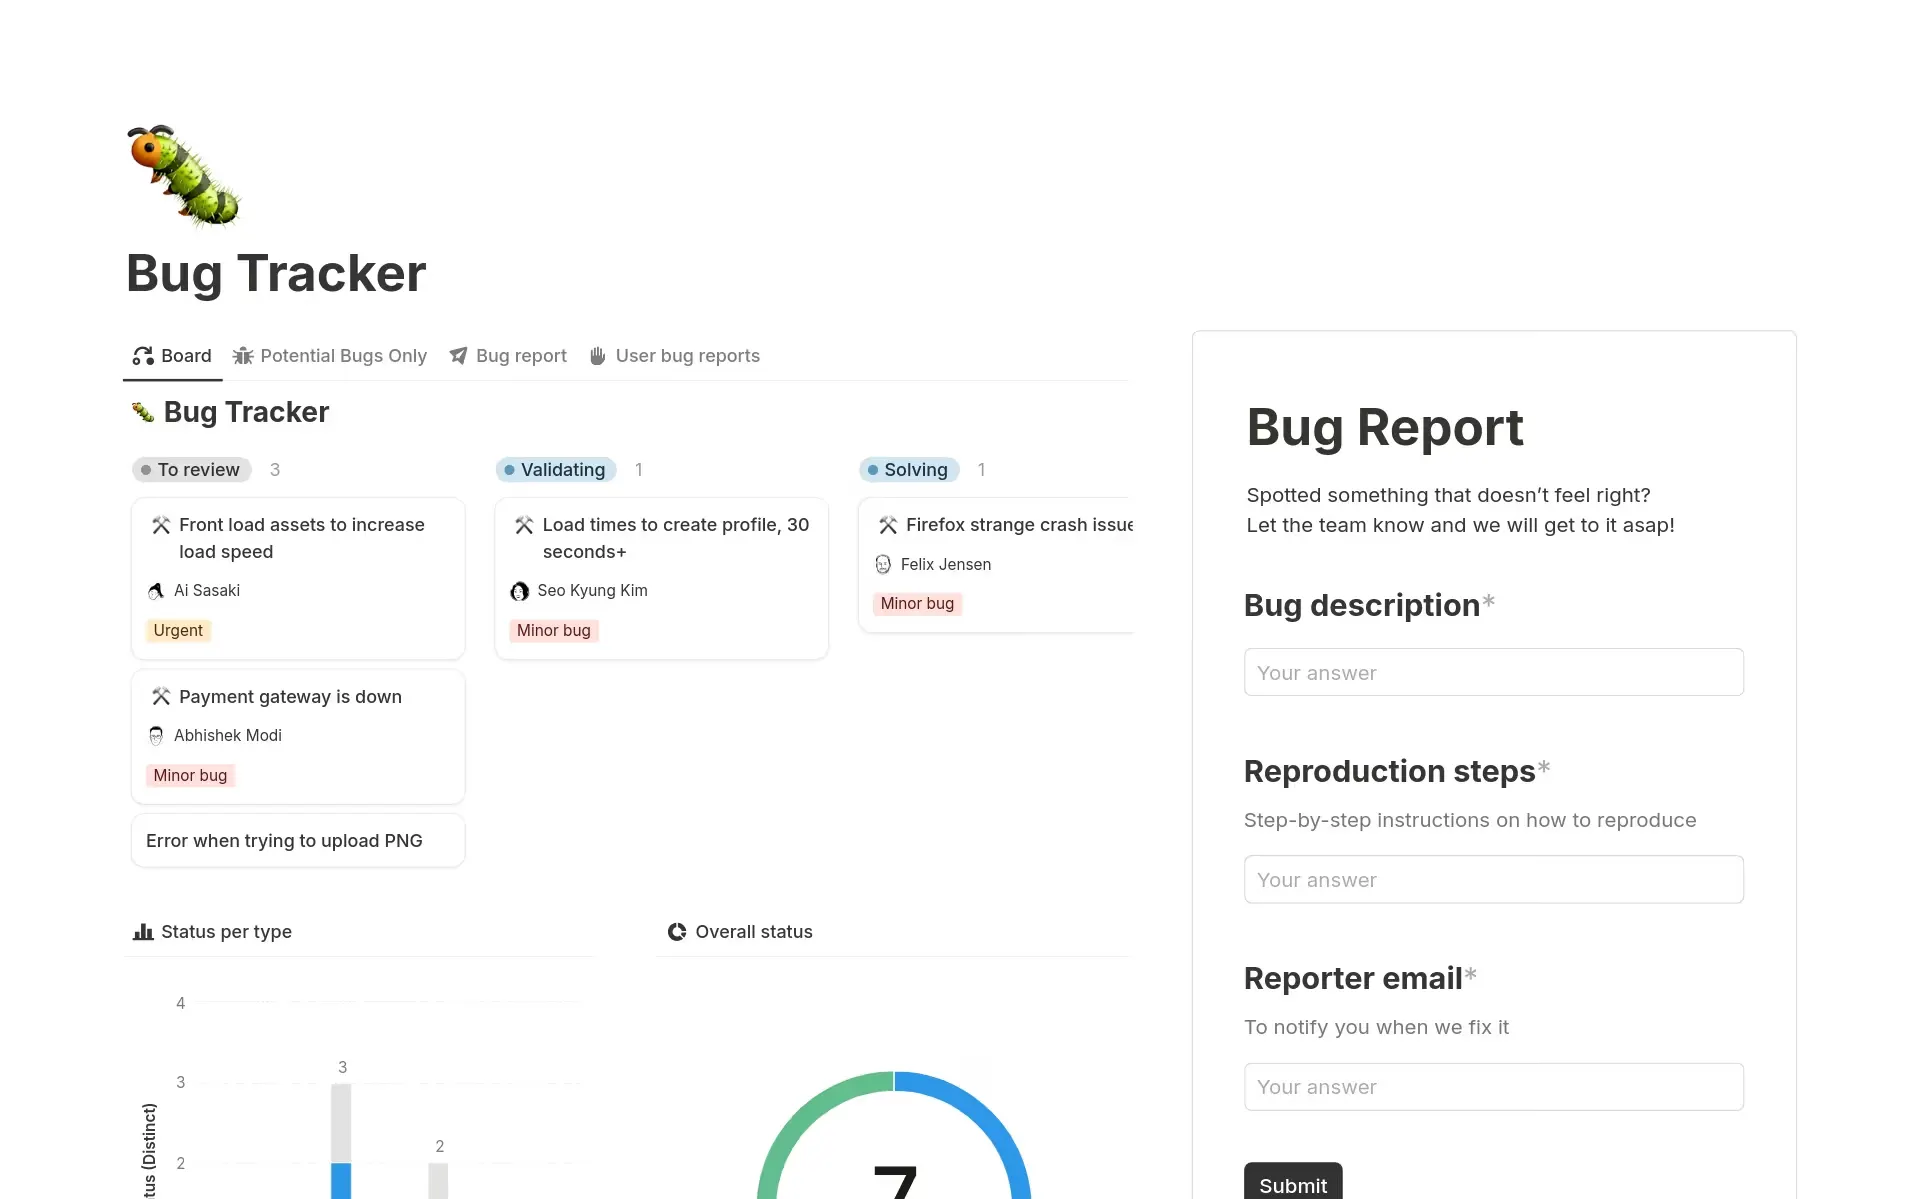 Bug Tracker
Board
Potential Bugs Only
Bug report
User bug reports
Bug Tracker
To review 3
Front load assets to increase
load speed
Ai Sasaki
Urgent
Payment gateway is down
Abhishek Modi
Minor bug
Error when trying to upload PNG
Validating 1
Load times to create profile, 30
seconds+
Seo Kyung Kim
Minor bug
Solving 1
Firefox strange crash issue
Felix Jensen
Minor bug
Status per type
4
3
2
3
2
(Distinct)
Overall status
7
Bug Report
Spotted something that doesn’t feel right?
Let the team know and we will get to it asap!
Bug description*
Your answer
Reproduction steps*
Step-by-step instructions on how to reproduce
Your answer
Reporter email*
To notify you when we fix it
Your answer
Submit